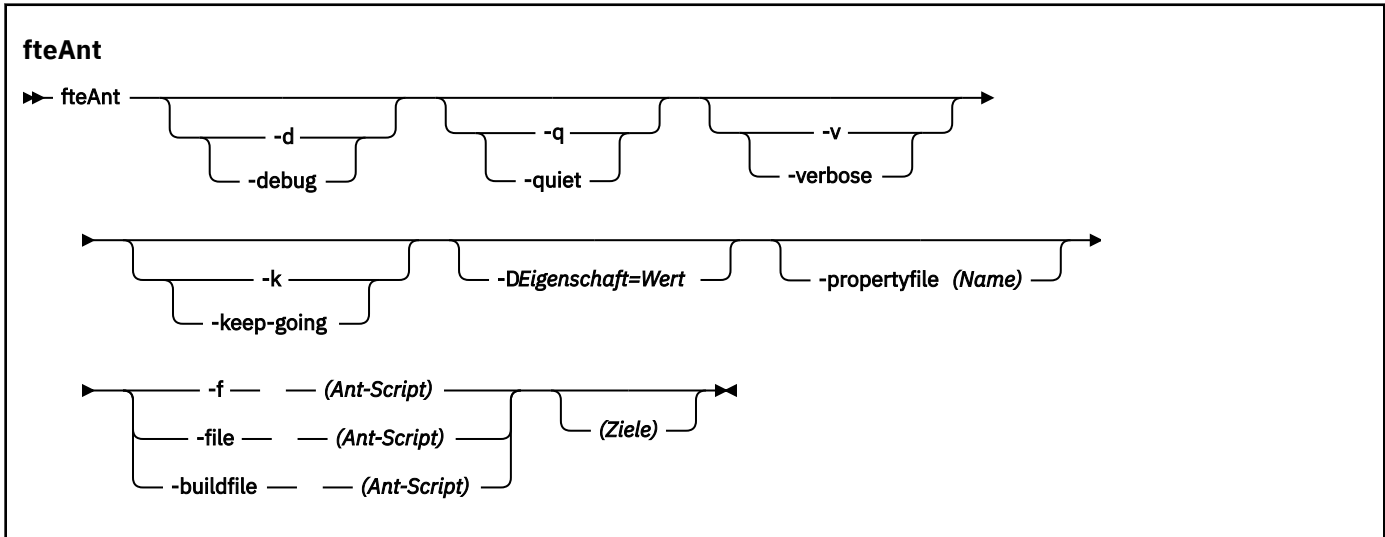 fteAnt
fteAnt
-d
-debug
-q
-quiet
-v
-verbose
-k
-keep-going
-DEigenschaft=Wert
-propertyfile (Name)
-f (Ant-Script)
-file (Ant-Script)
-buildfile (Ant-Script)
(Ziele)